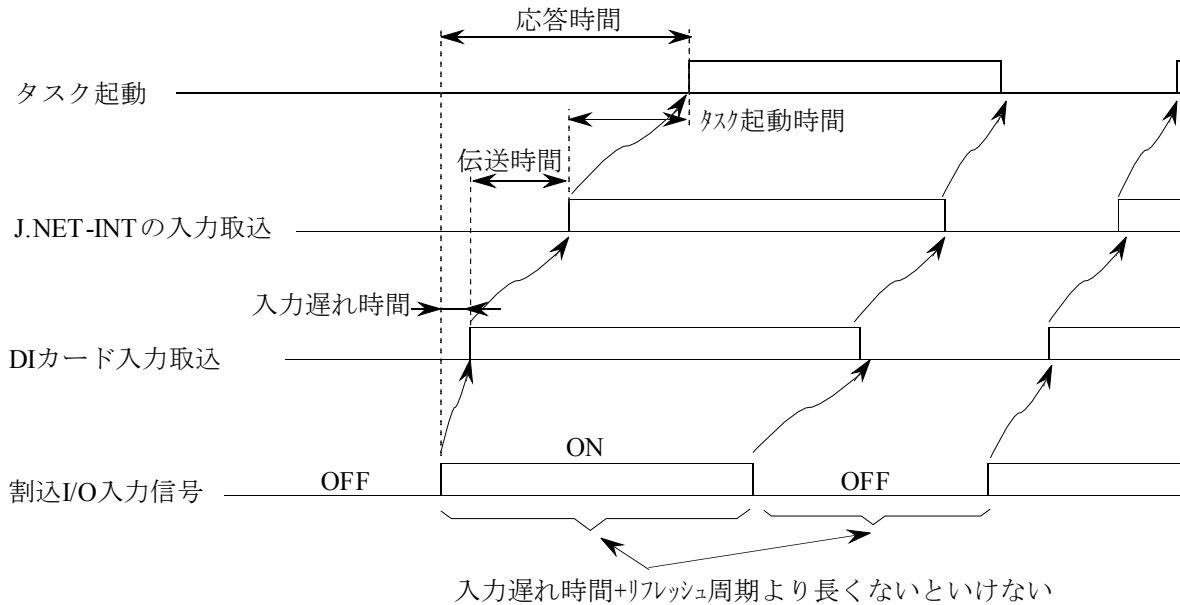 応答時間
タスク起動
ﾀｽｸ起動時間
伝送時間
J.NET-INTの入力取込
入力遅れ時間
DIカード入力取込
ON
割込I/O入力信号
OFF
OFF
入力遅れ時間+ﾘﾌﾚｯｼｭ周期より長くないといけない